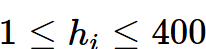 1 ≤ h_i ≤ 400